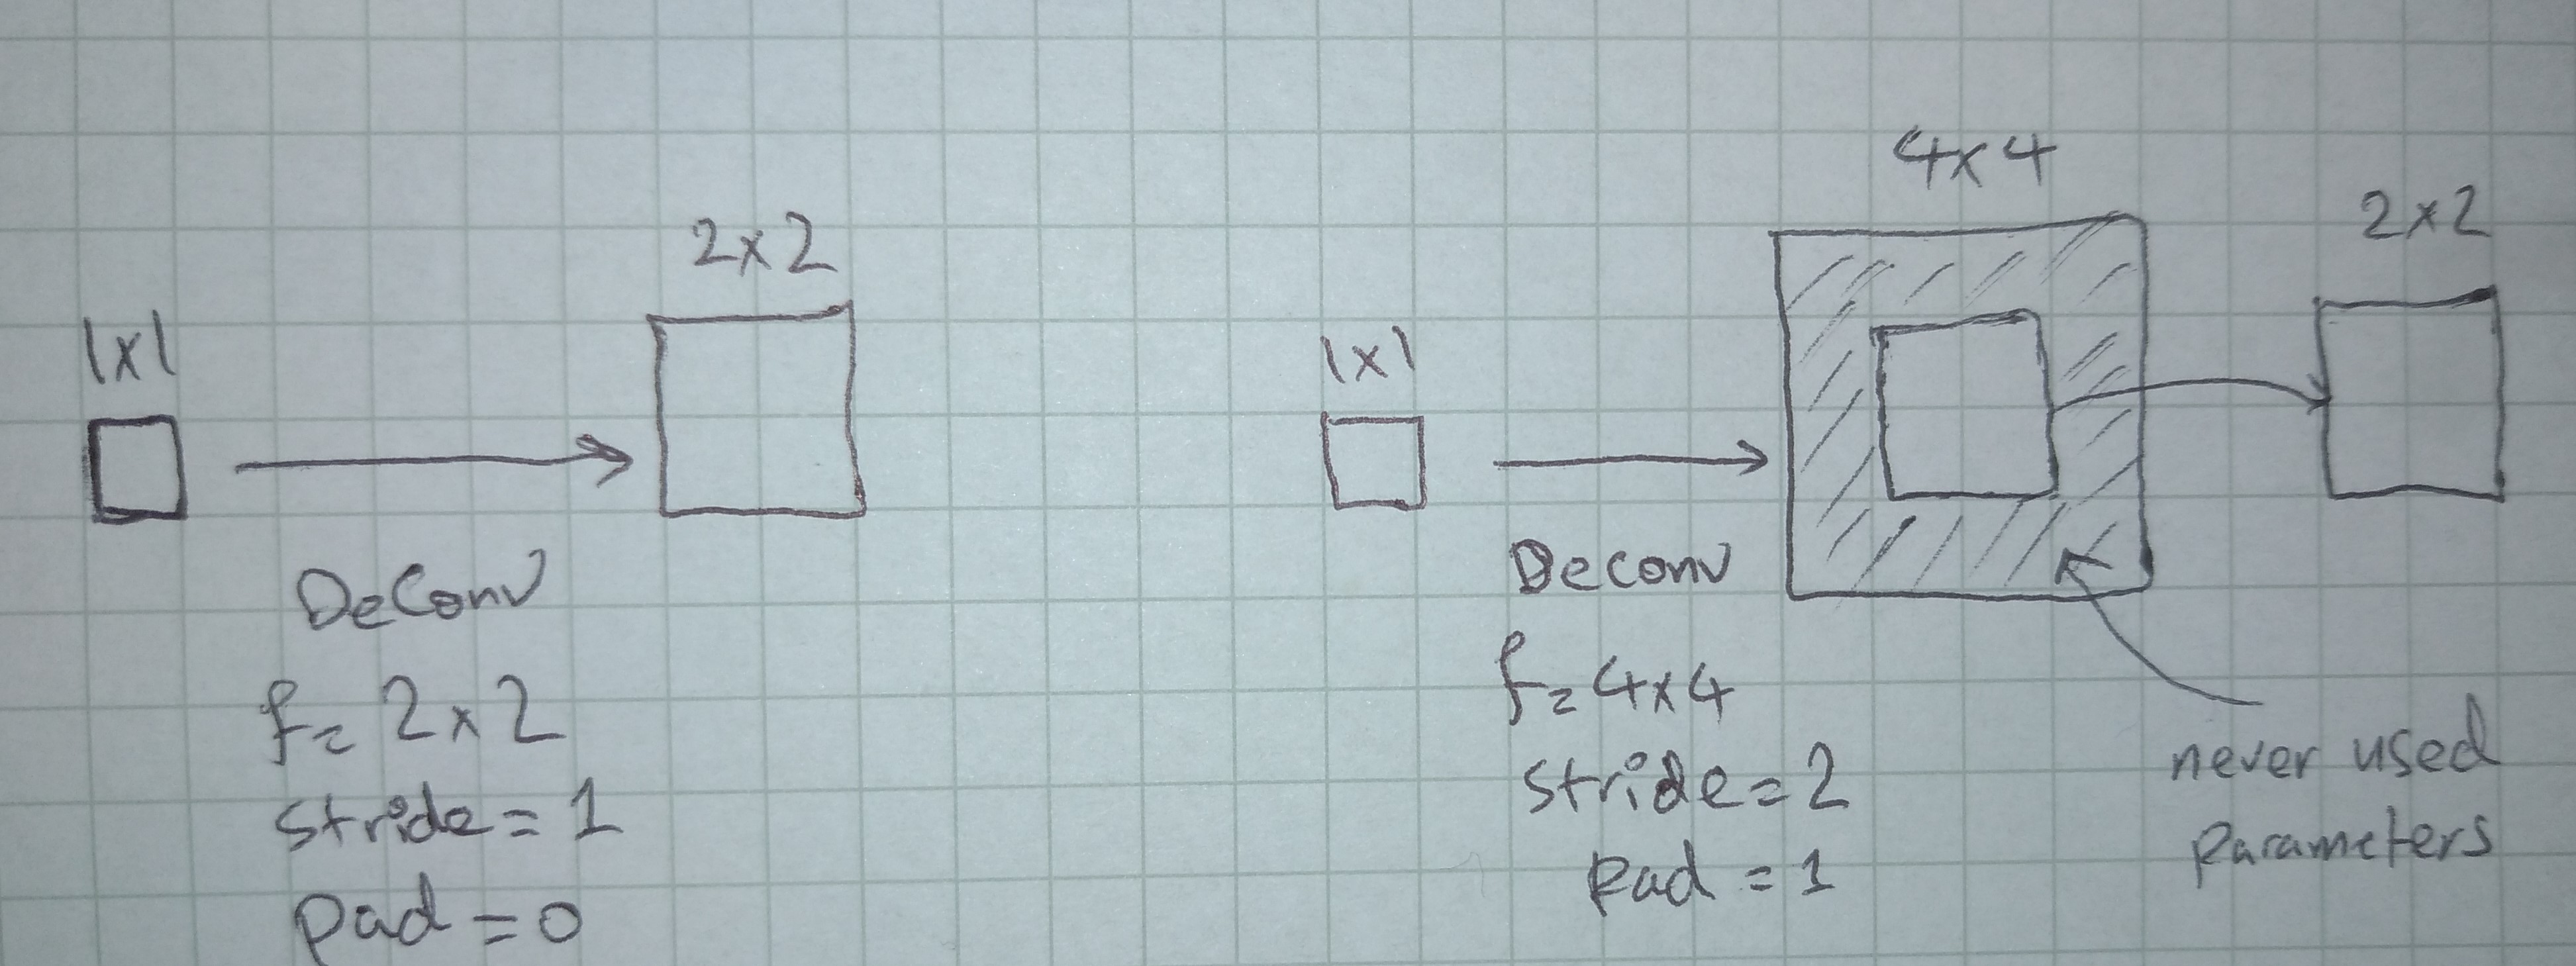 1x1
2x2
DeConv
f= 2x2
stride= 1
pad=0
1x1
4x4
2x2
Deconv
f=4x4
stride=2
pad=1
never used
parameters